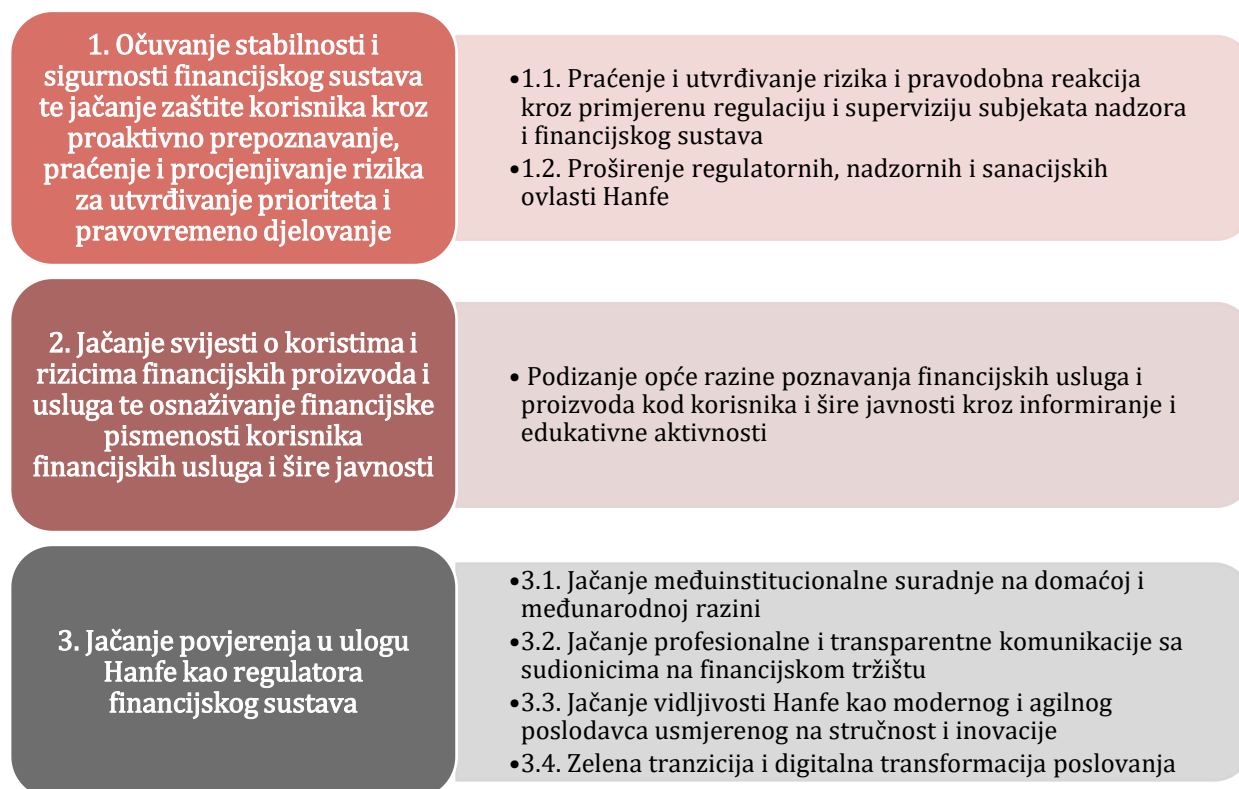 1. Očuvanje stabilnosti i
sigurnosti financijskog sustava
te jačanje zaštite korisnika kroz
proaktivno prepoznavanje,
praćenje i procjenjivanje rizika
za utvrđivanje prioriteta i
pravovremeno djelovanje
•1.1. Praćenje i utvrđivanje rizika i pravodobna reakcija
kroz primjerenu regulaciju i superviziju subjekata nadzora
i financijskog sustava
•1.2. Proširenje regulatornih, nadzornih i sanacijskih
ovlasti Hanfe
2. Jačanje svijesti o koristima i
rizicima financijskih proizvoda i
usluga te osnaživanje financijske
pismenosti korisnika
financijskih usluga i šire javnosti
• Podizanje opće razine poznavanja financijskih usluga i
proizvoda kod korisnika i šire javnosti kroz informiranje i
edukativne aktivnosti
3. Jačanje povjerenja u ulogu
Hanfe kao regulatora
financijskog sustava
•3.1. Jačanje međuinstitucionalne suradnje na domaćoj i
međunarodnoj razini
•3.2. Jačanje profesionalne i transparentne komunikacije sa
sudionicima na financijskom tržištu
•3.3. Jačanje vidljivosti Hanfe kao modernog i agilnog
poslodavca usmjerenog na stručnost i inovacije
•3.4. Zelena tranzicija i digitalna transformacija poslovanja